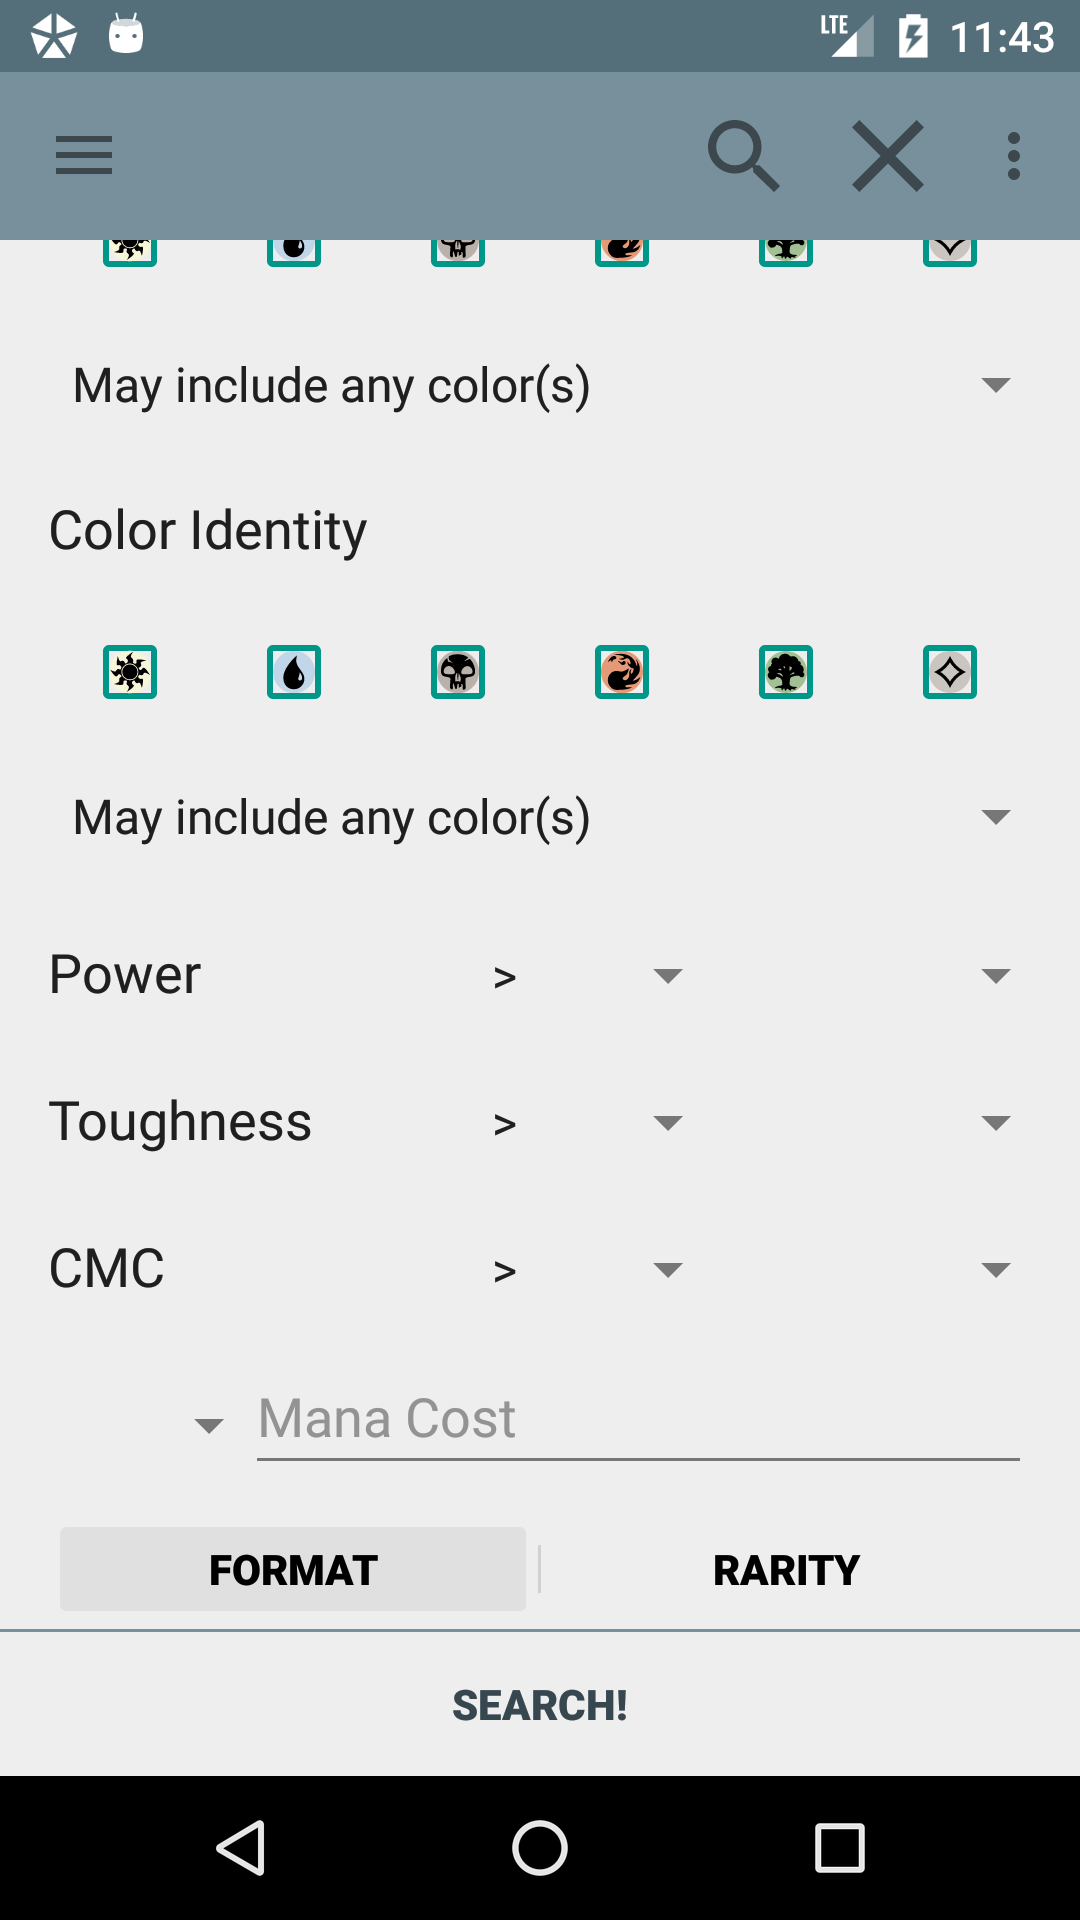 LTE 11:43
May include any color(s)
Color Identity
May include any color(s)
Power >
Toughness >
CMC >
Mana Cost
FORMAT RARITY
SEARCH!